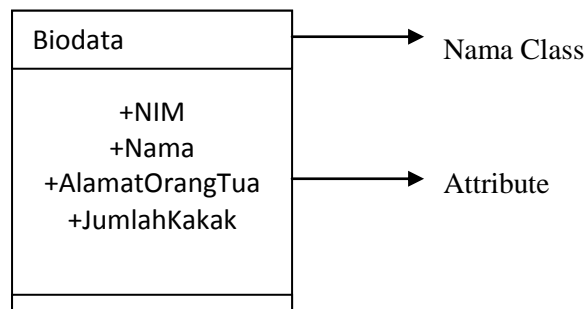 Biodata
Nama Class
+NIM
+Nama
+AlamatOrangTua
+JumlahKakak
Attribute